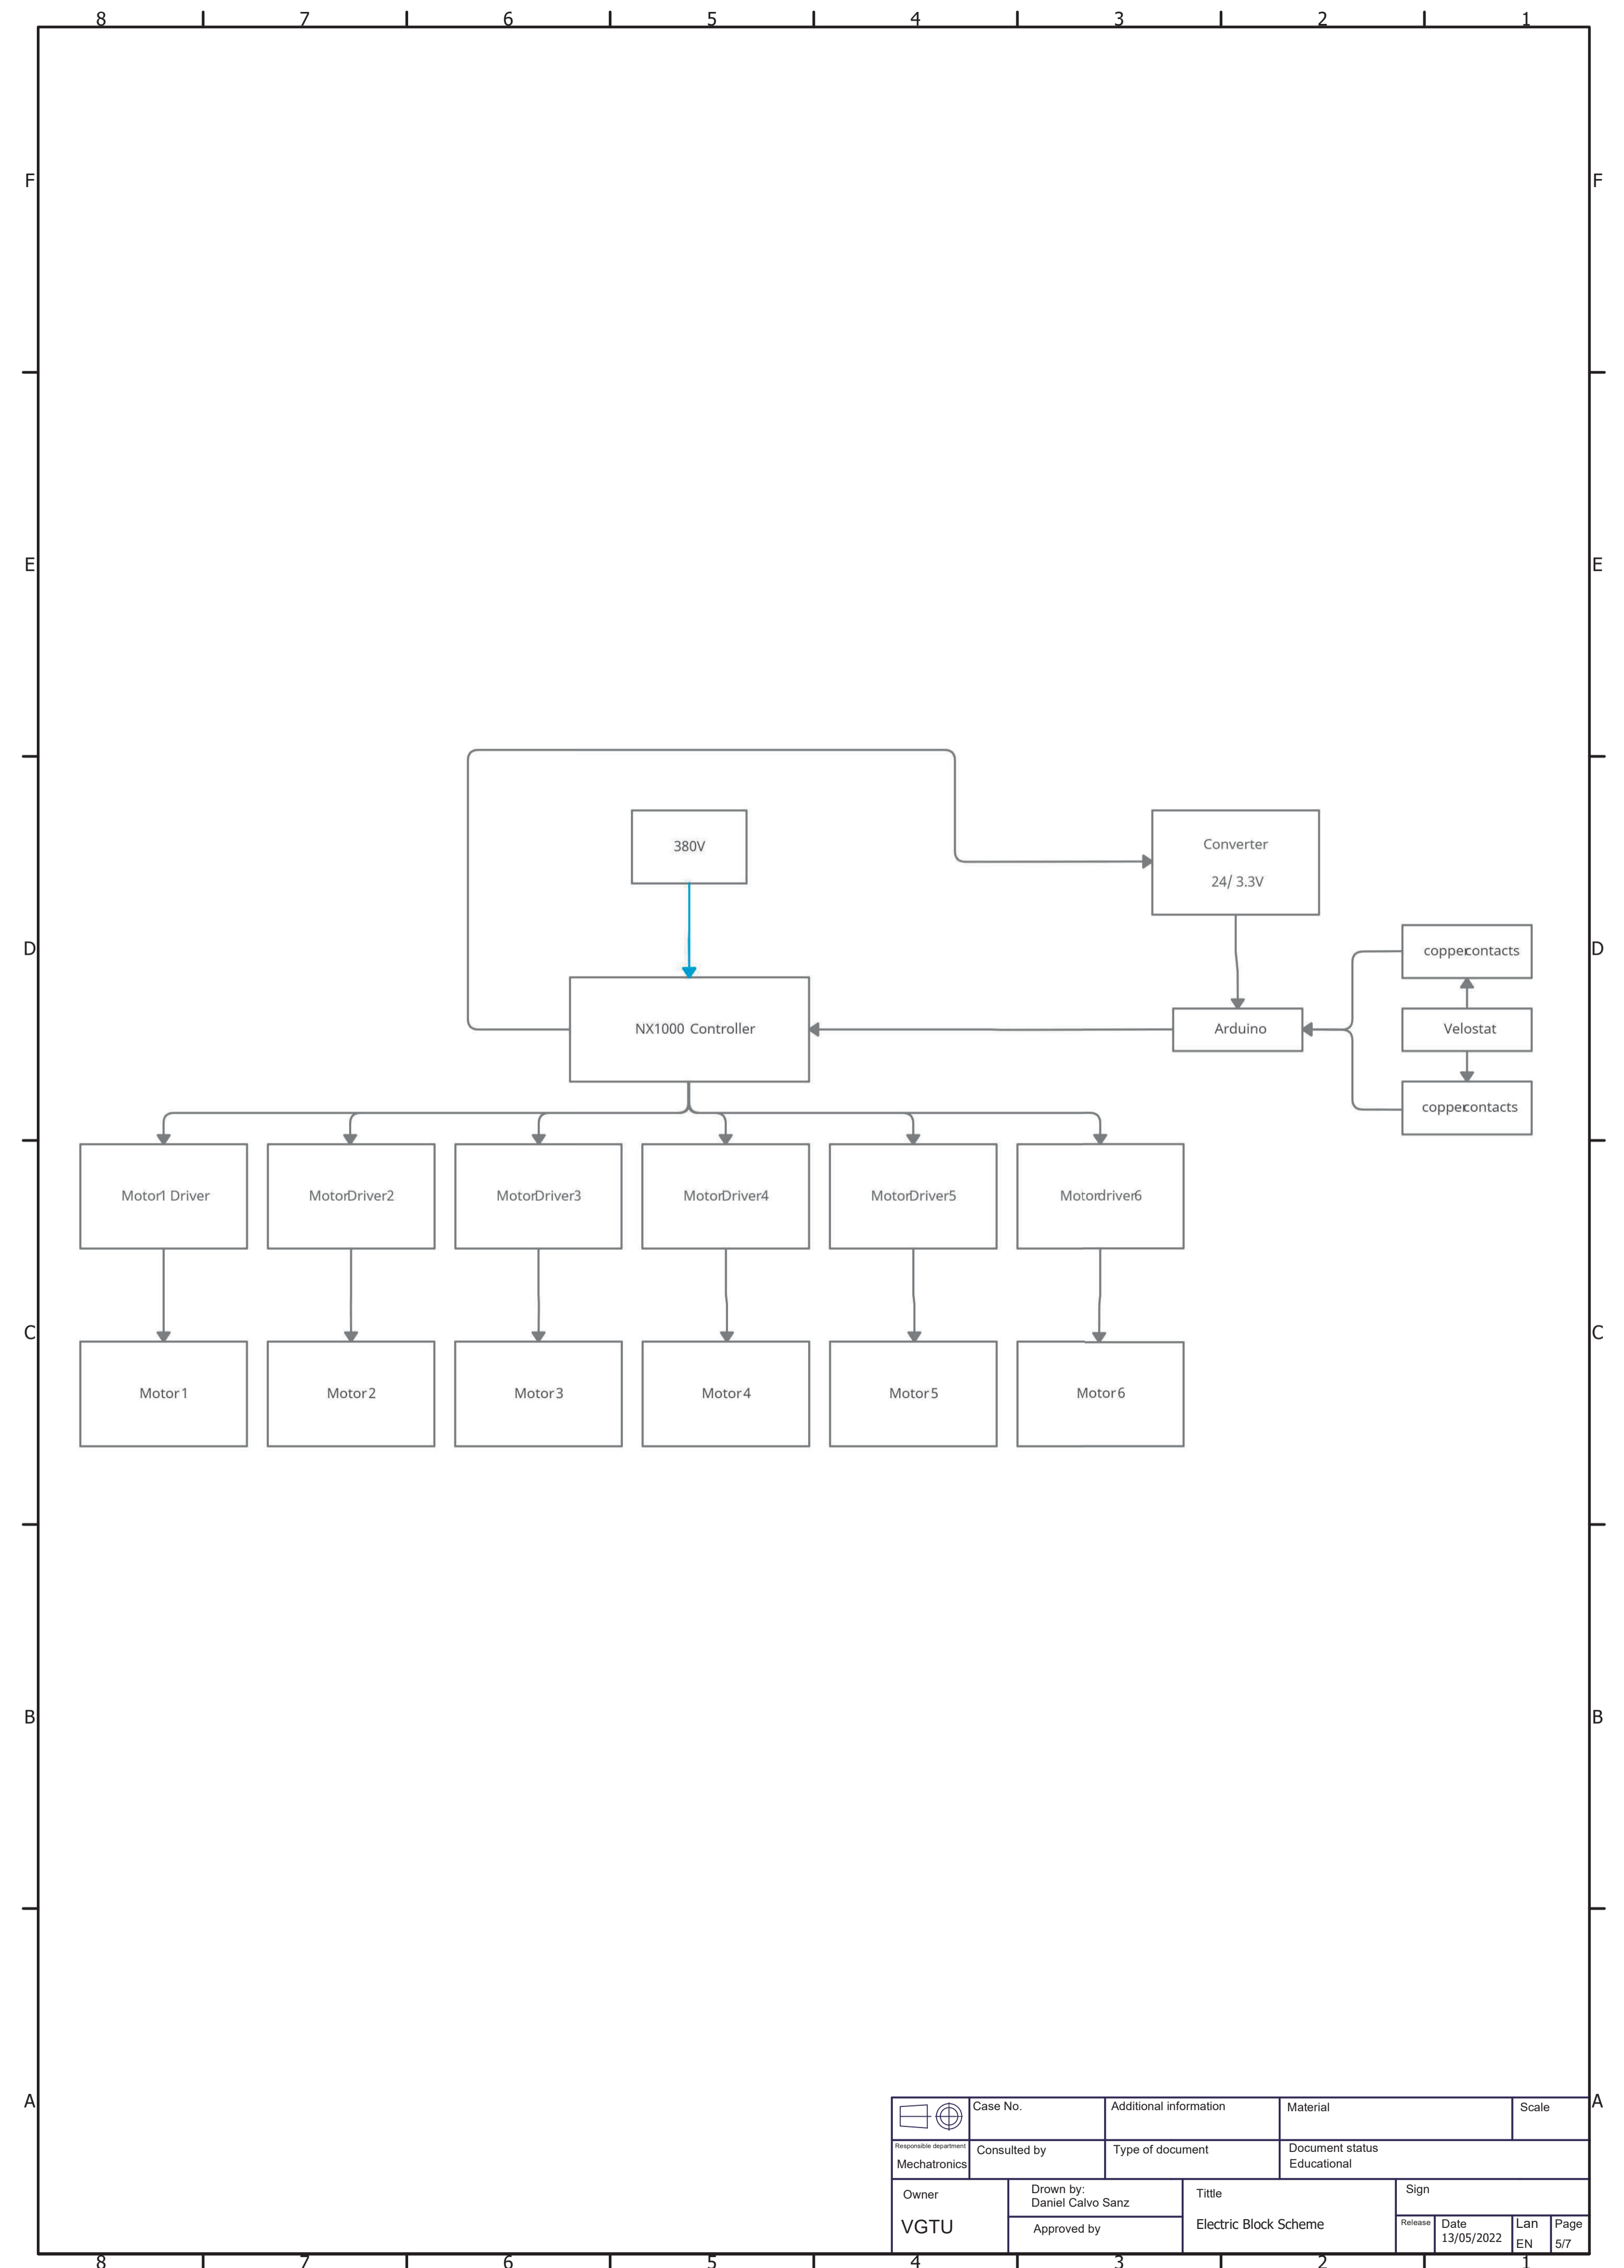 8 7 6 5 4 3 2 1
F F
E E
380V
Converter
24/ 3.3V
D D
coppercontacts
NX1000 Controller
Arduino
Velostat
coppercontacts
Motor1 Driver
MotorDriver2
MotorDriver3
MotorDriver4
MotorDriver5
Motordriver6
C C
Motor1
Motor2
Motor3
Motor4
Motor5
Motor6
B B
A A
Case No.
Additional information
Material
Scale
Responsible department
Mechatronics
Consulted by
Type of document
Document status
Educational
Owner
VGTU
Drown by:
Daniel Calvo Sanz
Approved by
Tittle
Electric Block Scheme
Sign
Release
Date
13/05/2022
Lan
EN
Page
5/7
8 7 6 5 4 3 2 1